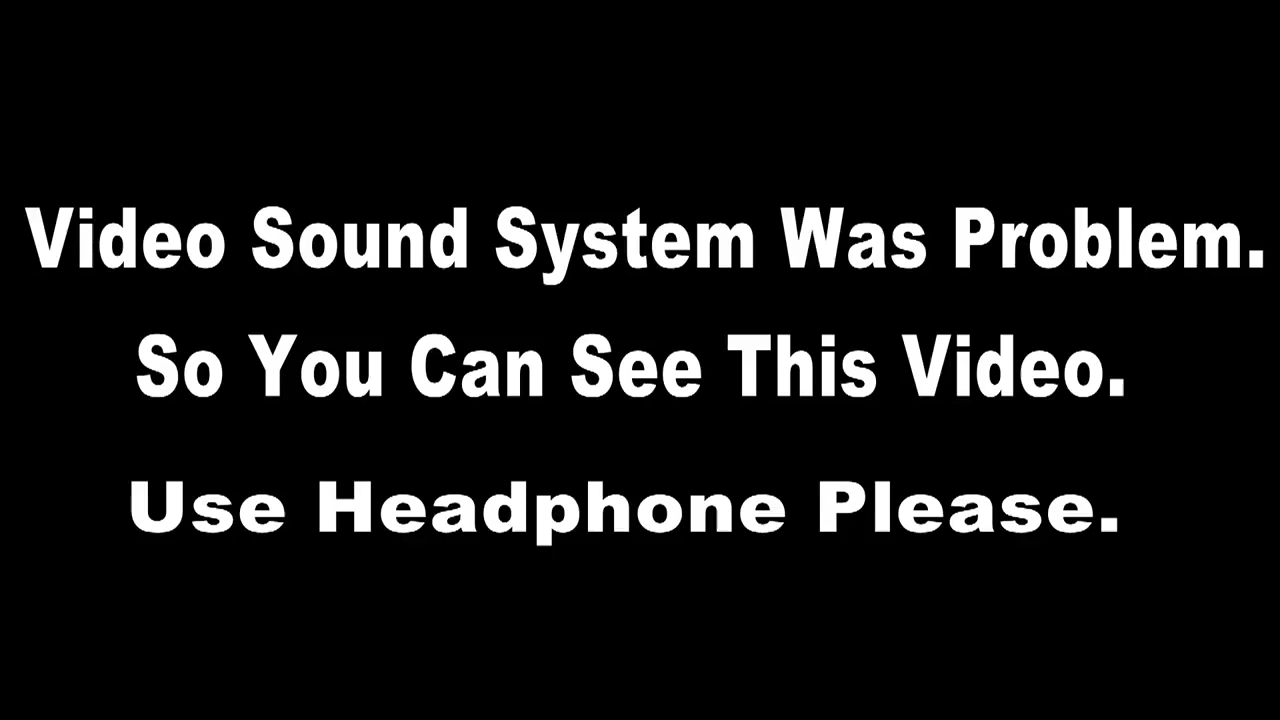 Video Sound System Was Problem.
So You Can See This Video.
Use Headphone Please.